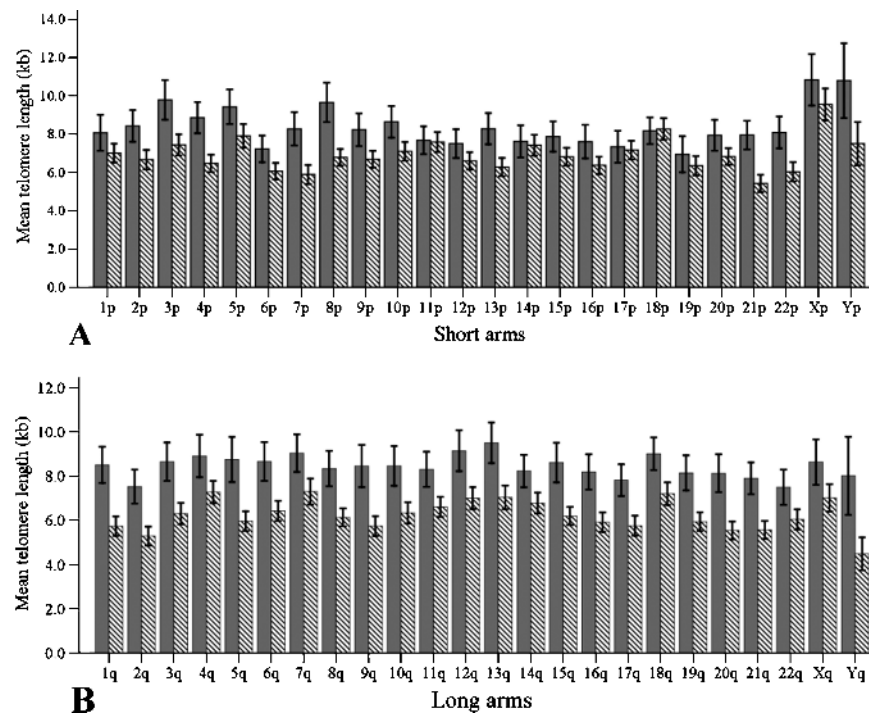 Mean telomere length (kb)
14.0
12.0
10.0
8.0
6.0
4.0
2.0
0.0
1p 2p 3p 4p 5p 6p 7p 8p 9p 10p 11p 12p 13p 14p 15p 16p 17p 18p 19p 20p 21p 22p Xp Yp
A
Short arms
Mean telomere length (kb)
12.0
10.0
8.0
6.0
4.0
2.0
0.0
1q 2q 3q 4q 5q 6q 7q 8q 9q 10q 11q 12q 13q 14q 15q 16q 17q 18q 19q 20q 21q 22q Xq Yq
B
Long arms